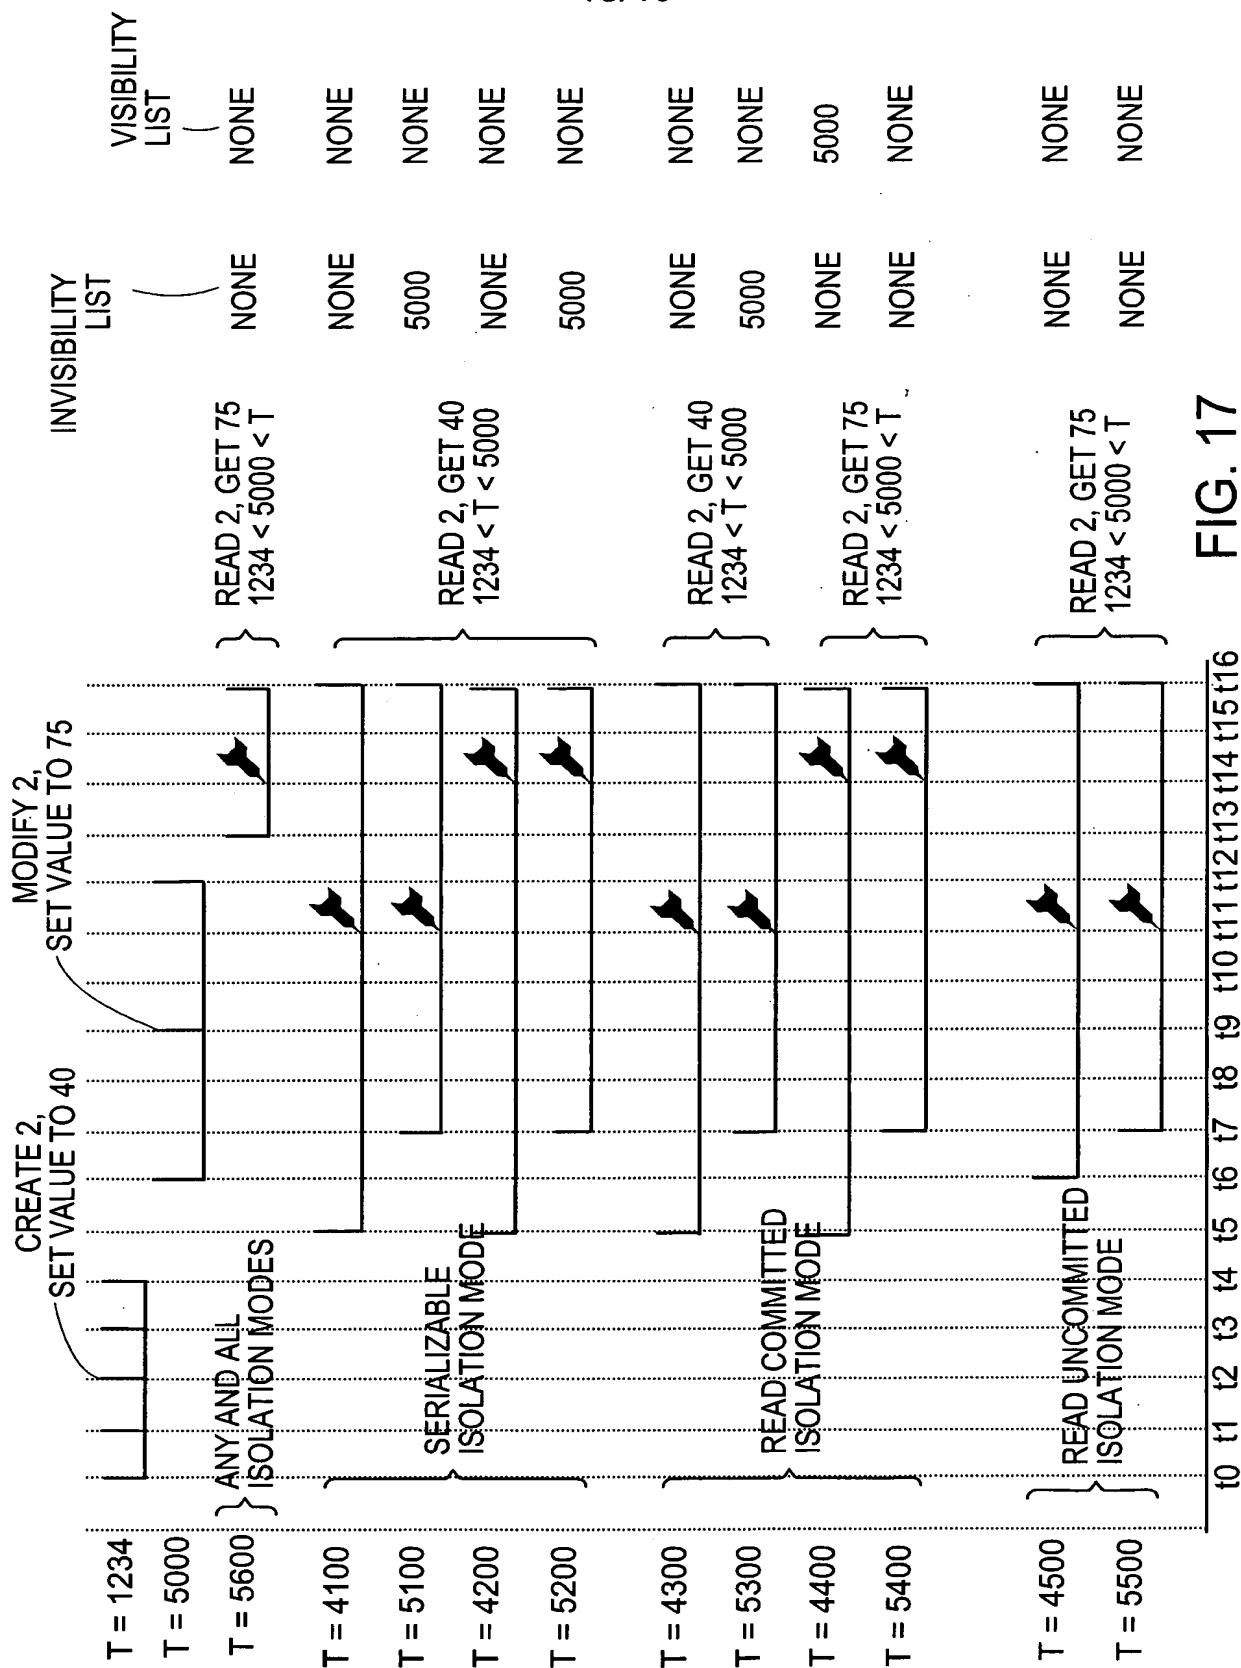 CREATE 2,
SET VALUE TO 40
MODIFY 2,
SET VALUE TO 75
INVISIBILITY
LIST
VISIBILITY
LIST
T = 1234
T = 5000
T = 5600
ANY AND ALL
ISOLATION MODES
READ 2, GET 75
1234 < 5000 < T
NONE
NONE
T = 4100
NONE
NONE
T = 5100
SERIALIZABLE
ISOLATION MODE
READ 2, GET 40
1234 < T < 5000
5000
NONE
T = 4200
NONE
NONE
T = 5200
5000
NONE
T = 4300
NONE
NONE
READ COMMITTED
ISOLATION MODE
READ 2, GET 40
1234 < T < 5000
T = 5300
5000
NONE
T = 4400
NONE
5000
READ 2, GET 75
1234 < 5000 < T
T = 5400
NONE
NONE
T = 4500
READ UNCOMMITTED
ISOLATION MODE
READ 2, GET 75
1234 < 5000 < T
NONE
NONE
T = 5500
NONE
NONE
t0 t1 t2 t3 t4 t5 t6 t7 t8 t9 t10 t11 t12 t13 t14 t15 t16
FIG. 17